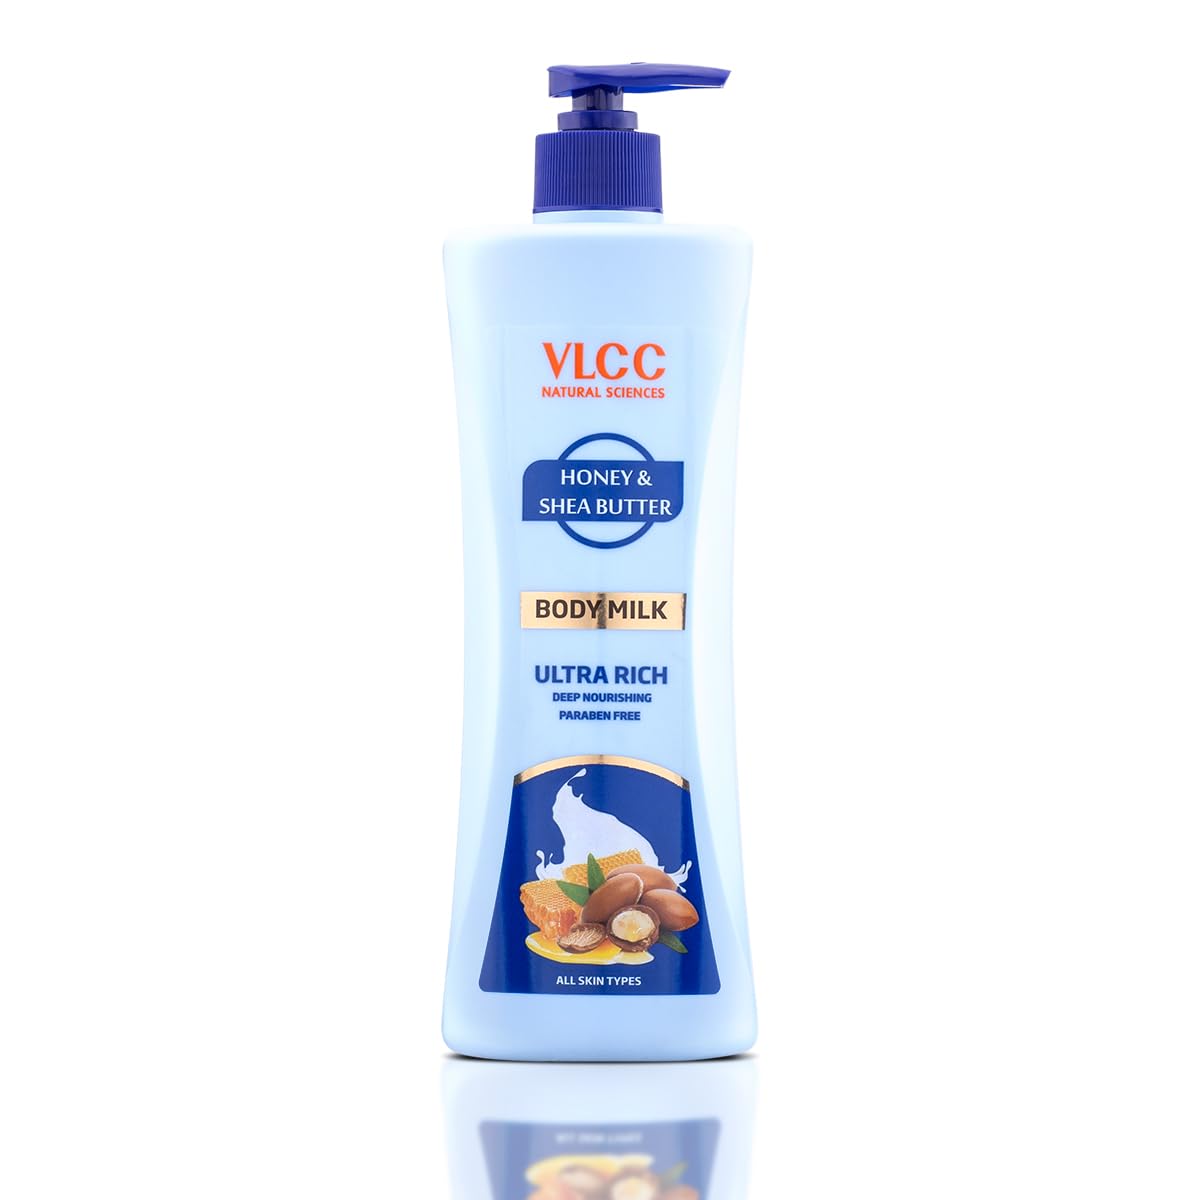 VLCC
NATURAL SCIENCES
HONEY &
SHEA BUTTER
BODY MILK
ULTRA RICH
DEEP NOURISHING
PARABEN FREE
ALL SKIN TYPES